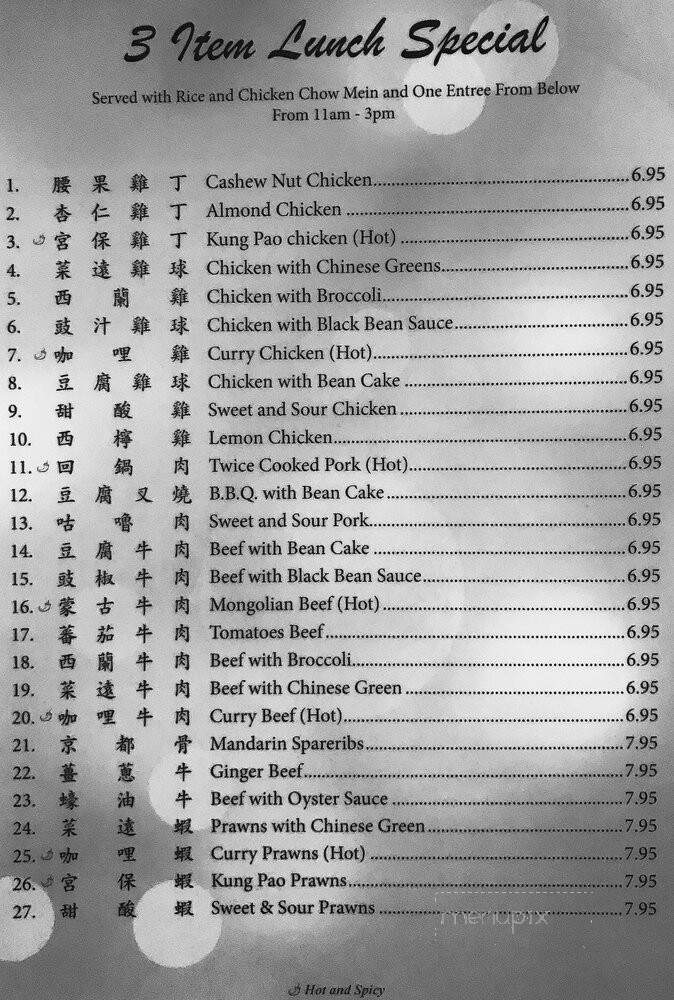 3 Item Lunch Special
Served with Rice and Chicken Chow Mein and One Entree From Below
From 11am - 3pm
1. 腰果雞丁 Cashew Nut Chicken 6.95
2. 杏仁雞丁 Almond Chicken 6.95
3. 宮保雞丁 Kung Pao chicken (Hot) 6.95
4. 菜遠雞球 Chicken with Chinese Greens 6.95
5. 西蘭雞 Chicken with Broccoli 6.95
6. 豉汁雞球 Chicken with Black Bean Sauce 6.95
7. 咖哩雞 Curry Chicken (Hot) 6.95
8. 豆腐雞球 Chicken with Bean Cake 6.95
9. 甜酸雞 Sweet and Sour Chicken 6.95
10. 西檸雞 Lemon Chicken 6.95
11. 回鍋肉 Twice Cooked Pork (Hot) 6.95
12. 豆腐叉燒 B.B.Q. with Bean Cake 6.95
13. 咕嚕肉 Sweet and Sour Pork 6.95
14. 豆腐牛肉 Beef with Bean Cake 6.95
15. 豉椒牛肉 Beef with Black Bean Sauce 6.95
16. 蒙古牛肉 Mongolian Beef (Hot) 6.95
17. 蕃茄牛肉 Tomatoes Beef 6.95
18. 西蘭牛肉 Beef with Broccoli 6.95
19. 菜遠牛肉 Beef with Chinese Green 6.95
20. 咖哩牛肉 Curry Beef (Hot) 6.95
21. 京都骨 Mandarin Spareribs 7.95
22. 薑蔥牛 Ginger Beef 7.95
23. 蠔油牛 Beef with Oyster Sauce 7.95
24. 菜遠蝦 Prawns with Chinese Green 7.95
25. 咖哩蝦 Curry Prawns (Hot) 7.95
26. 宮保蝦 Kung Pao Prawns 7.95
27. 甜酸蝦 Sweet & Sour Prawns 7.95
menupix
Hot and Spicy